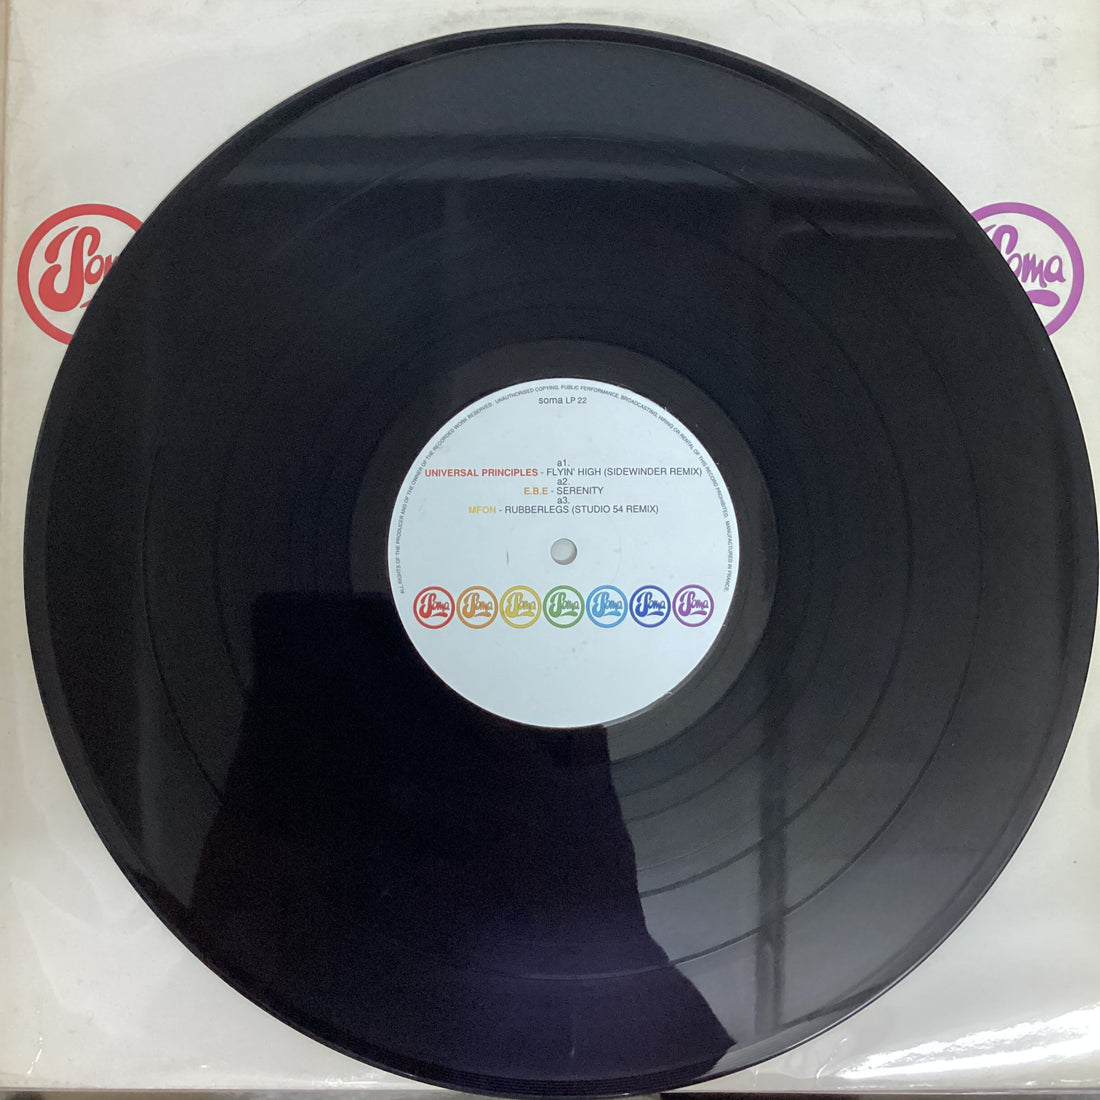 ALL RIGHTS OF THE PRODUCER AND OF THE OWNER OF THE RECORDED WORK RESERVED. UNAUTHORISED COPYING, PUBLIC PERFORMANCE, BROADCASTING, HIRING OR RENTAL OF THIS RECORD PROHIBITED. MANUFACTURED IN FRANCE.
soma LP 22
Som
Soma
a1.
UNIVERSAL PRINCIPLES - FLYIN' HIGH (SIDEWINDER REMIX)
a2.
E.B.E - SERENITY
a3.
MFON - RUBBERLEGS (STUDIO 54 REMIX)
Soma Soma Soma Soma Soma Soma Soma